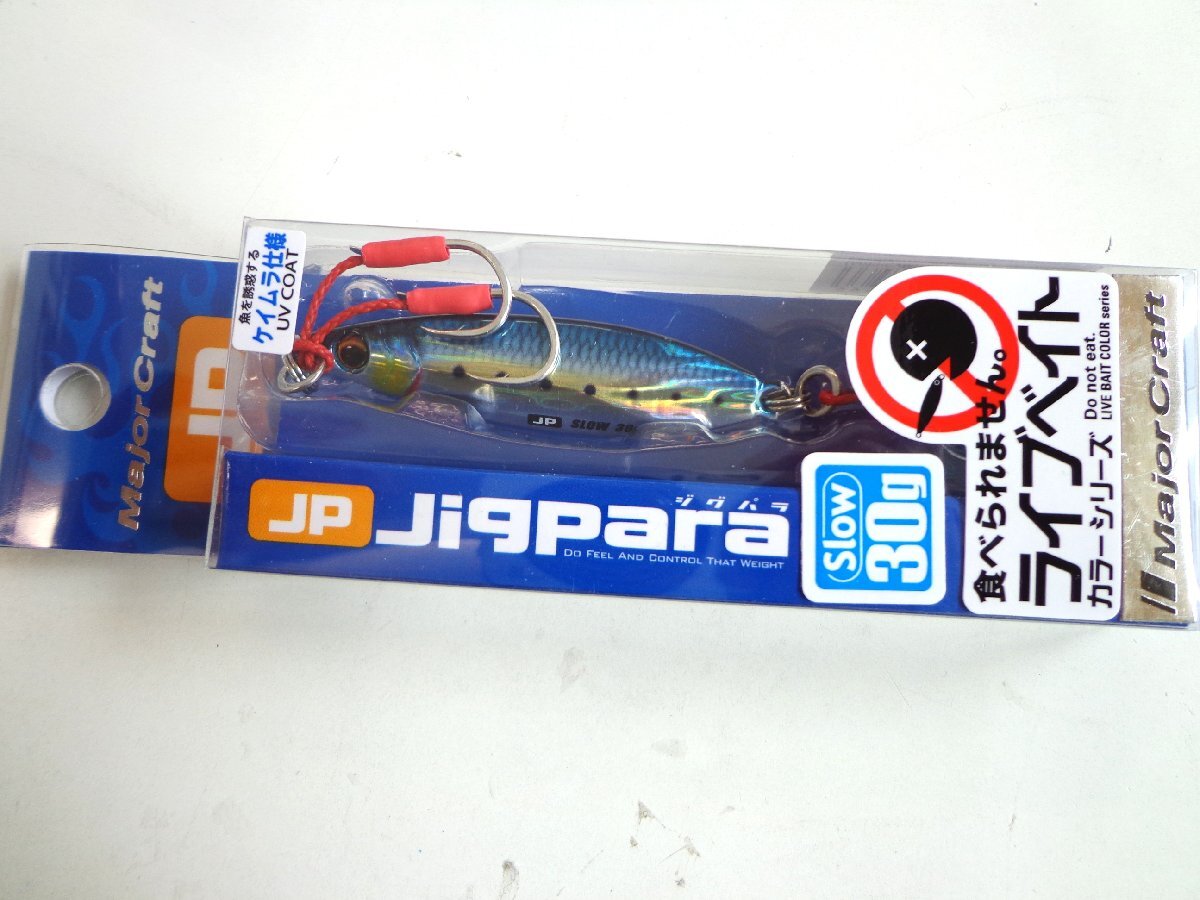 Major Craft
JP
魚を誘惑する
ケイムラ仕様
UV COAT
JP SLOW
JP Jigpara
ジグパラ
DO FEEL AND CONTROL THAT WEIGHT
Slow
30g
食べられません。
ライブベイト
カラーシリーズ
Do not eat.
LIVE BAIT COLOR series
Major Craft